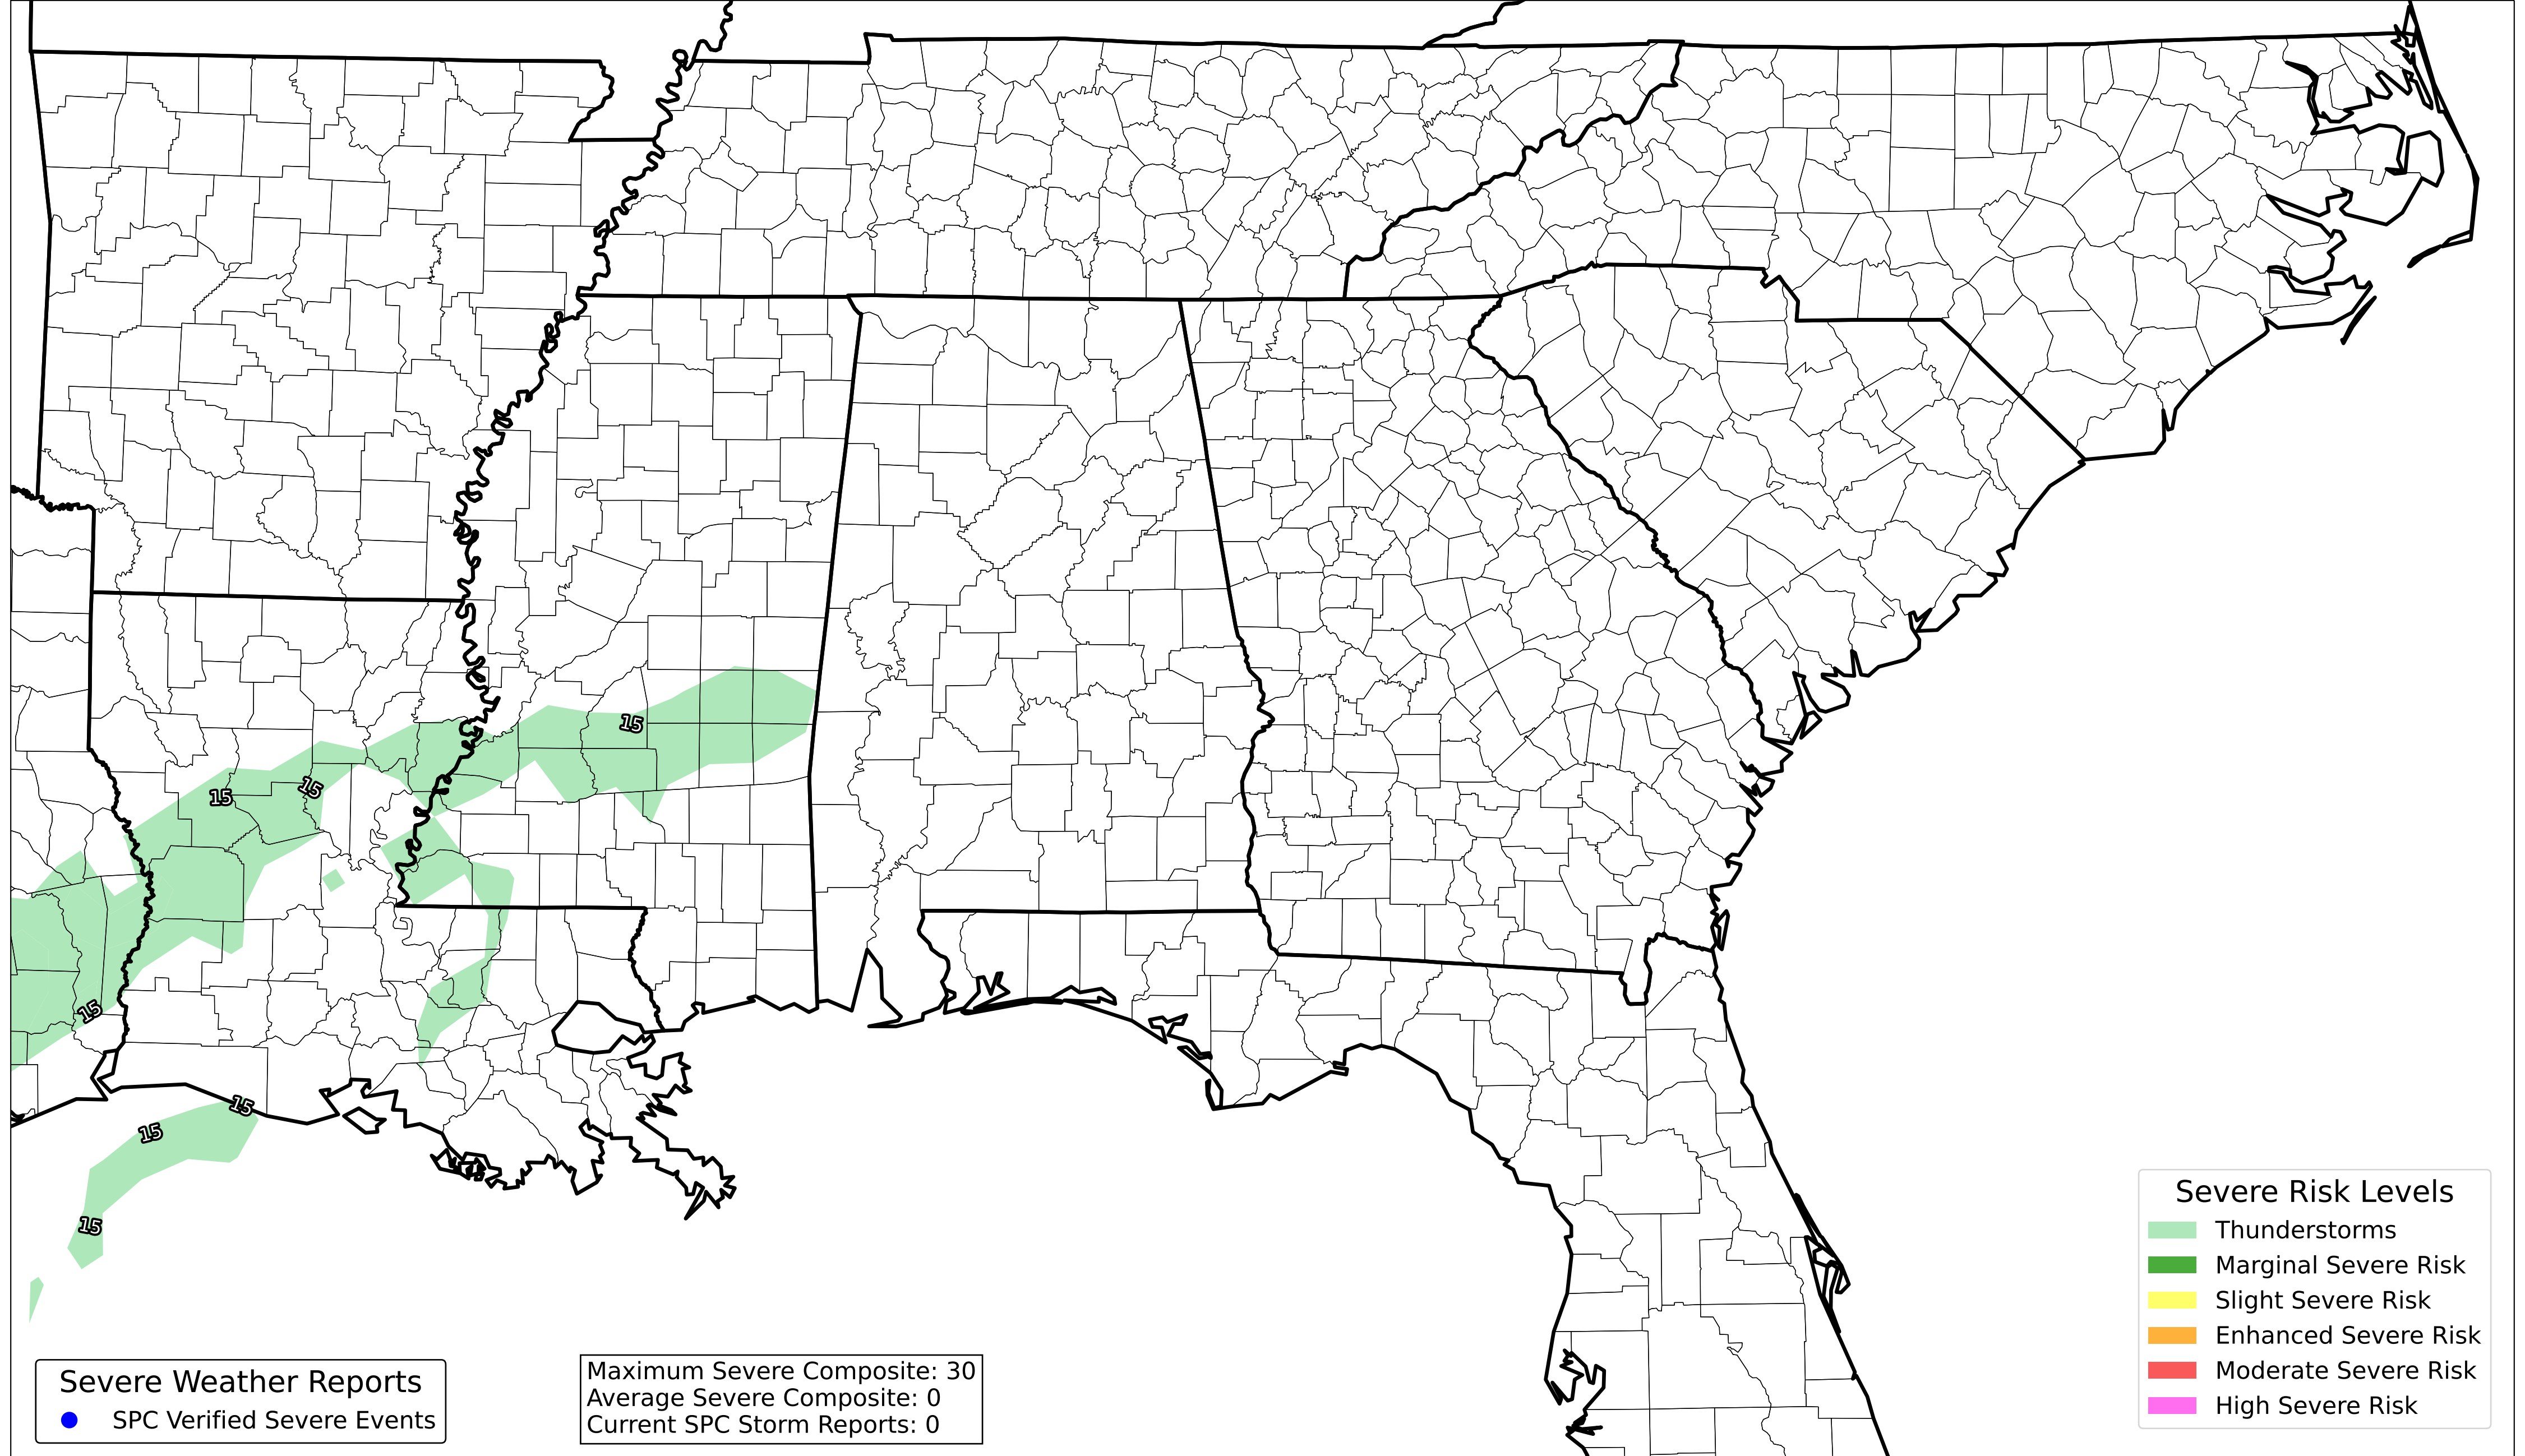 15
15
15
15
15
15
15
Severe Risk Levels
Thunderstorms
Marginal Severe Risk
Slight Severe Risk
Enhanced Severe Risk
Moderate Severe Risk
High Severe Risk
Severe Weather Reports
SPC Verified Severe Events
Maximum Severe Composite: 30
Average Severe Composite: 0
Current SPC Storm Reports: 0